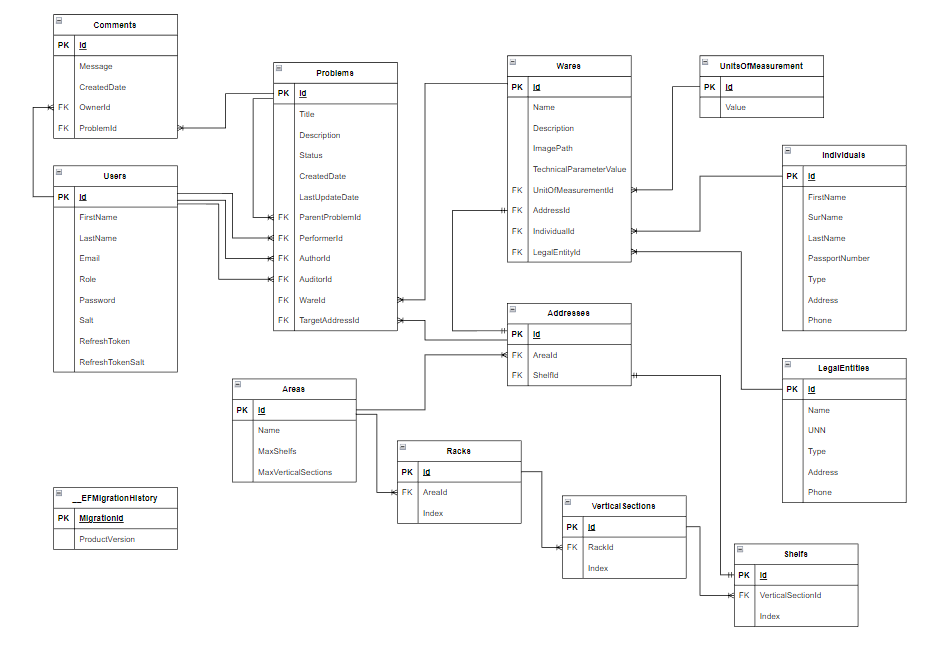 Comments
PK Id
Message
CreatedDate
FK OwnerId
FK ProblemId
Users
PK Id
FirstName
LastName
Email
Role
Password
Salt
RefreshToken
RefreshTokenSalt
Problems
PK Id
Title
Description
Status
CreatedDate
LastUpdateDate
FK ParentProblemId
FK PerformerId
FK AuthorId
FK AuditorId
FK WareId
FK TargetAddressId
Wares
PK Id
Name
Description
ImagePath
TechnicalParameterValue
FK UnitOfMeasurementId
FK AddressId
FK IndividualId
FK LegalEntityId
UnitsOfMeasurement
PK Id
Value
Individuals
PK Id
FirstName
SurName
LastName
PassportNumber
Type
Address
Phone
Addresses
PK Id
FK AreaId
FK ShelfId
LegalEntities
PK Id
Name
UNN
Type
Address
Phone
Areas
PK Id
Name
MaxShelfs
MaxVerticalSections
Racks
PK Id
FK AreaId
Index
__EFMigrationHistory
PK MigrationId
ProductVersion
VerticalSections
PK Id
FK RackId
Index
Shelfs
PK Id
FK VerticalSectionId
Index